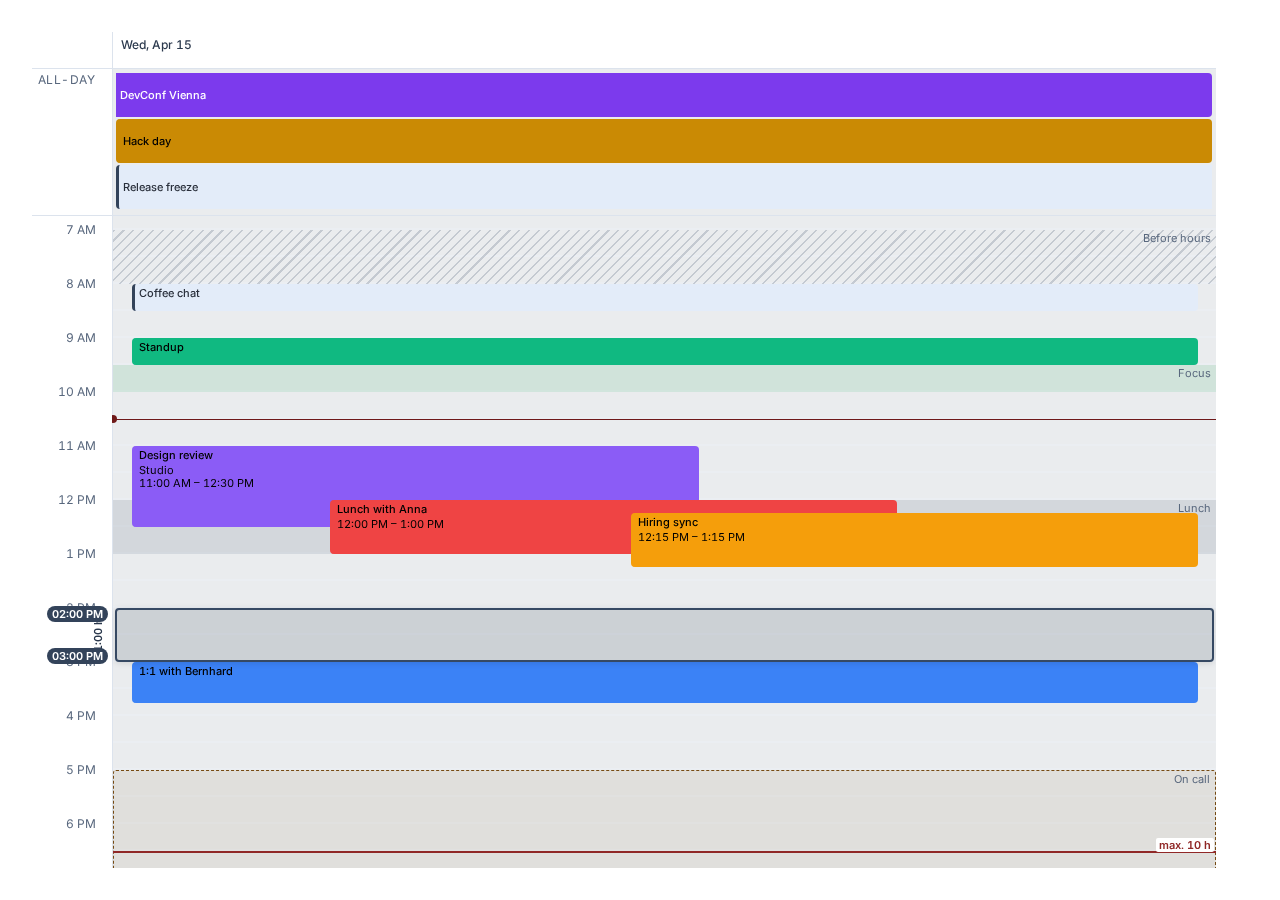 Wed, Apr 15
ALL-DAY
DevConf Vienna
Hack day
Release freeze
7 AM
Before hours
8 AM
Coffee chat
9 AM
Standup
Focus
10 AM
11 AM
Design review
Studio
11:00 AM – 12:30 PM
12 PM
Lunch
Lunch with Anna
12:00 PM – 1:00 PM
Hiring sync
12:15 PM – 1:15 PM
1 PM
02:00 PM
03:00 PM
1:1 with Bernhard
4 PM
5 PM
On call
6 PM
max. 10 h